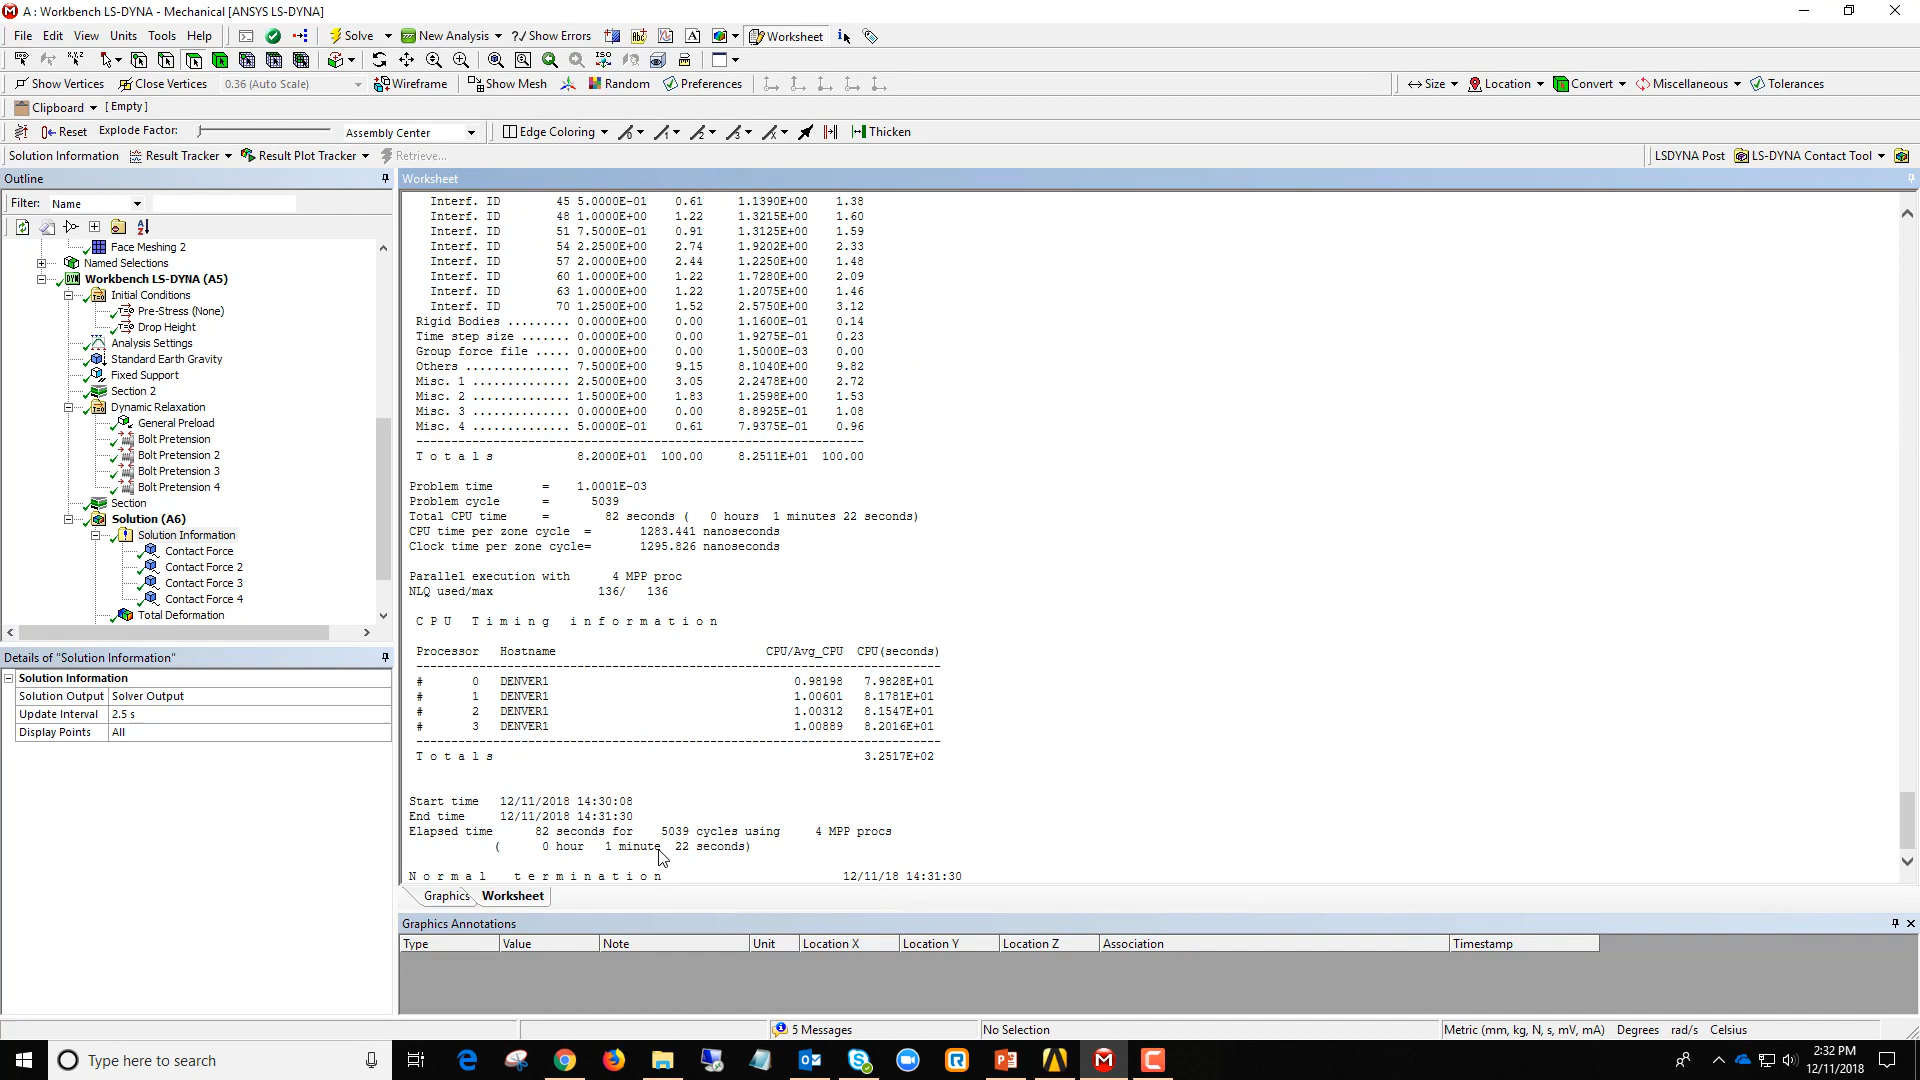 A : Workbench LS-DYNA - Mechanical [ANSYS LS-DYNA]
File Edit View Units Tools Help Solve New Analysis ?/ Show Errors Worksheet
Show Vertices Close Vertices 0.36 (Auto Scale) Wireframe Show Mesh Random Preferences Size Location Convert Miscellaneous Tolerances
Clipboard [ Empty ]
Reset Explode Factor: Assembly Center Edge Coloring Thicken
Solution Information Result Tracker Result Plot Tracker Retrieve... LSDYNA Post LS-DYNA Contact Tool
Outline
Filter: Name
Face Meshing 2
Named Selections
Workbench LS-DYNA (A5)
Initial Conditions
Pre-Stress (None)
Drop Height
Analysis Settings
Standard Earth Gravity
Fixed Support
Section 2
Dynamic Relaxation
General Preload
Bolt Pretension
Bolt Pretension 2
Bolt Pretension 3
Bolt Pretension 4
Section
Solution (A6)
Solution Information
Contact Force
Contact Force 2
Contact Force 3
Contact Force 4
Total Deformation
Details of "Solution Information"
Solution Information
Solution Output Solver Output
Update Interval 2.5 s
Display Points All
Worksheet
Interf. ID 45 5.0000E-01 0.61 1.1390E+00 1.38
Interf. ID 48 1.0000E+00 1.22 1.3215E+00 1.60
Interf. ID 51 7.5000E-01 0.91 1.3125E+00 1.59
Interf. ID 54 2.2500E+00 2.74 1.9202E+00 2.33
Interf. ID 57 2.0000E+00 2.44 1.2250E+00 1.48
Interf. ID 60 1.0000E+00 1.22 1.7280E+00 2.09
Interf. ID 63 1.0000E+00 1.22 1.2075E+00 1.46
Interf. ID 70 1.2500E+00 1.52 2.5750E+00 3.12
Rigid Bodies ......... 0.0000E+00 0.00 1.1600E-01 0.14
Time step size ....... 0.0000E+00 0.00 1.9275E-01 0.23
Group force file ..... 0.0000E+00 0.00 1.5000E-03 0.00
Others ............... 7.5000E+00 9.15 8.1040E+00 9.82
Misc. 1 .............. 2.5000E+00 3.05 2.2478E+00 2.72
Misc. 2 .............. 1.5000E+00 1.83 1.2598E+00 1.53
Misc. 3 .............. 0.0000E+00 0.00 8.8925E-01 1.08
Misc. 4 .............. 5.0000E-01 0.61 7.9375E-01 0.96
T o t a l s 8.2000E+01 100.00 8.2511E+01 100.00
Problem time = 1.0001E-03
Problem cycle = 5039
Total CPU time = 82 seconds ( 0 hours 1 minutes 22 seconds)
CPU time per zone cycle = 1283.441 nanoseconds
Clock time per zone cycle= 1295.826 nanoseconds
Parallel execution with 4 MPP proc
NLQ used/max 136/ 136
C P U T i m i n g i n f o r m a t i o n
Processor Hostname CPU/Avg_CPU CPU(seconds)
# 0 DENVER1 0.98198 7.9828E+01
# 1 DENVER1 1.00601 8.1781E+01
# 2 DENVER1 1.00312 8.1547E+01
# 3 DENVER1 1.00889 8.2016E+01
T o t a l s 3.2517E+02
Start time 12/11/2018 14:30:08
End time 12/11/2018 14:31:30
Elapsed time 82 seconds for 5039 cycles using 4 MPP procs
( 0 hour 1 minute 22 seconds)
N o r m a l t e r m i n a t i o n 12/11/18 14:31:30
Graphics Worksheet
Graphics Annotations
Type Value Note Unit Location X Location Y Location Z Association Timestamp
5 Messages No Selection Metric (mm, kg, N, s, mV, mA) Degrees rad/s Celsius
Type here to search
2:32 PM
12/11/2018